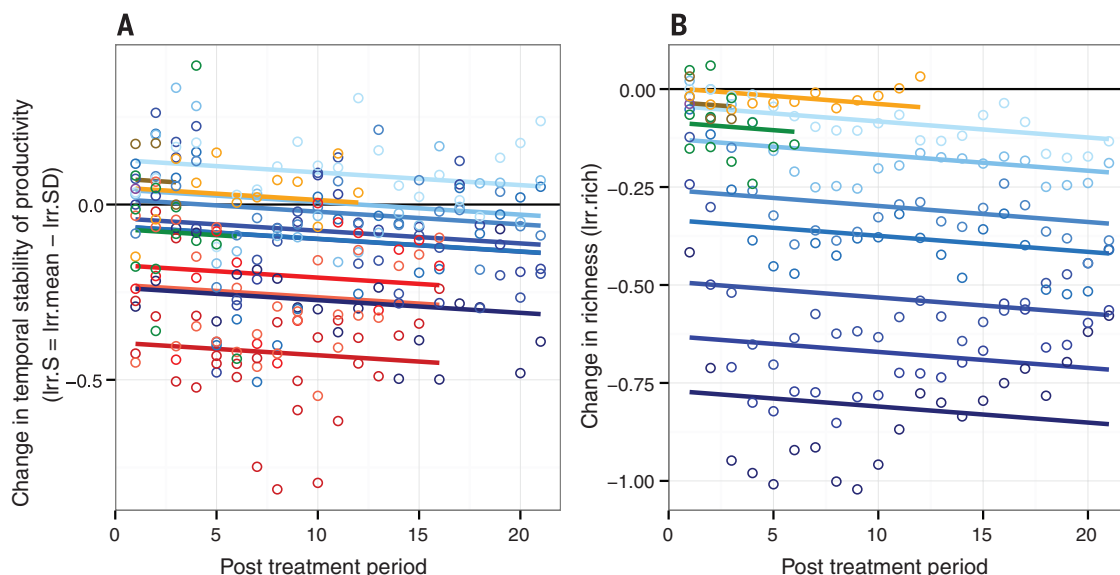 A
Change in temporal stability of productivity
(lrr.S = lrr.mean – lrr.SD)
0.0
−0.5
0
5
10
15
20
Post treatment period
B
Change in richness (lrr.rich)
0.00
−0.25
−0.50
−0.75
−1.00
0
5
10
15
20
Post treatment period